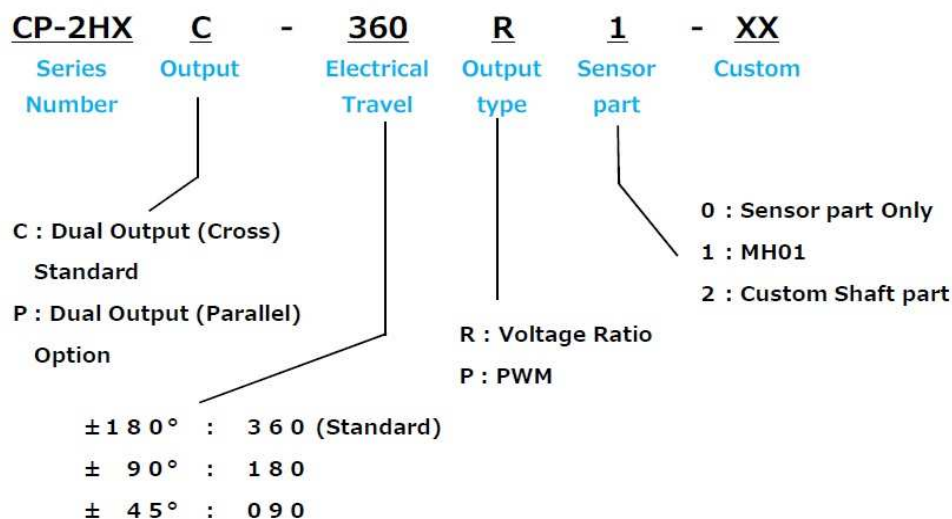 CP-2HX C - 360 R 1 - XX
Series Output Electrical Output Sensor Custom
Number Travel type part
C : Dual Output (Cross)
Standard
P : Dual Output (Parallel)
Option
0 : Sensor part Only
1 : MH01
2 : Custom Shaft part
R : Voltage Ratio
P : PWM
±180° : 360 (Standard)
± 90° : 180
± 45° : 090